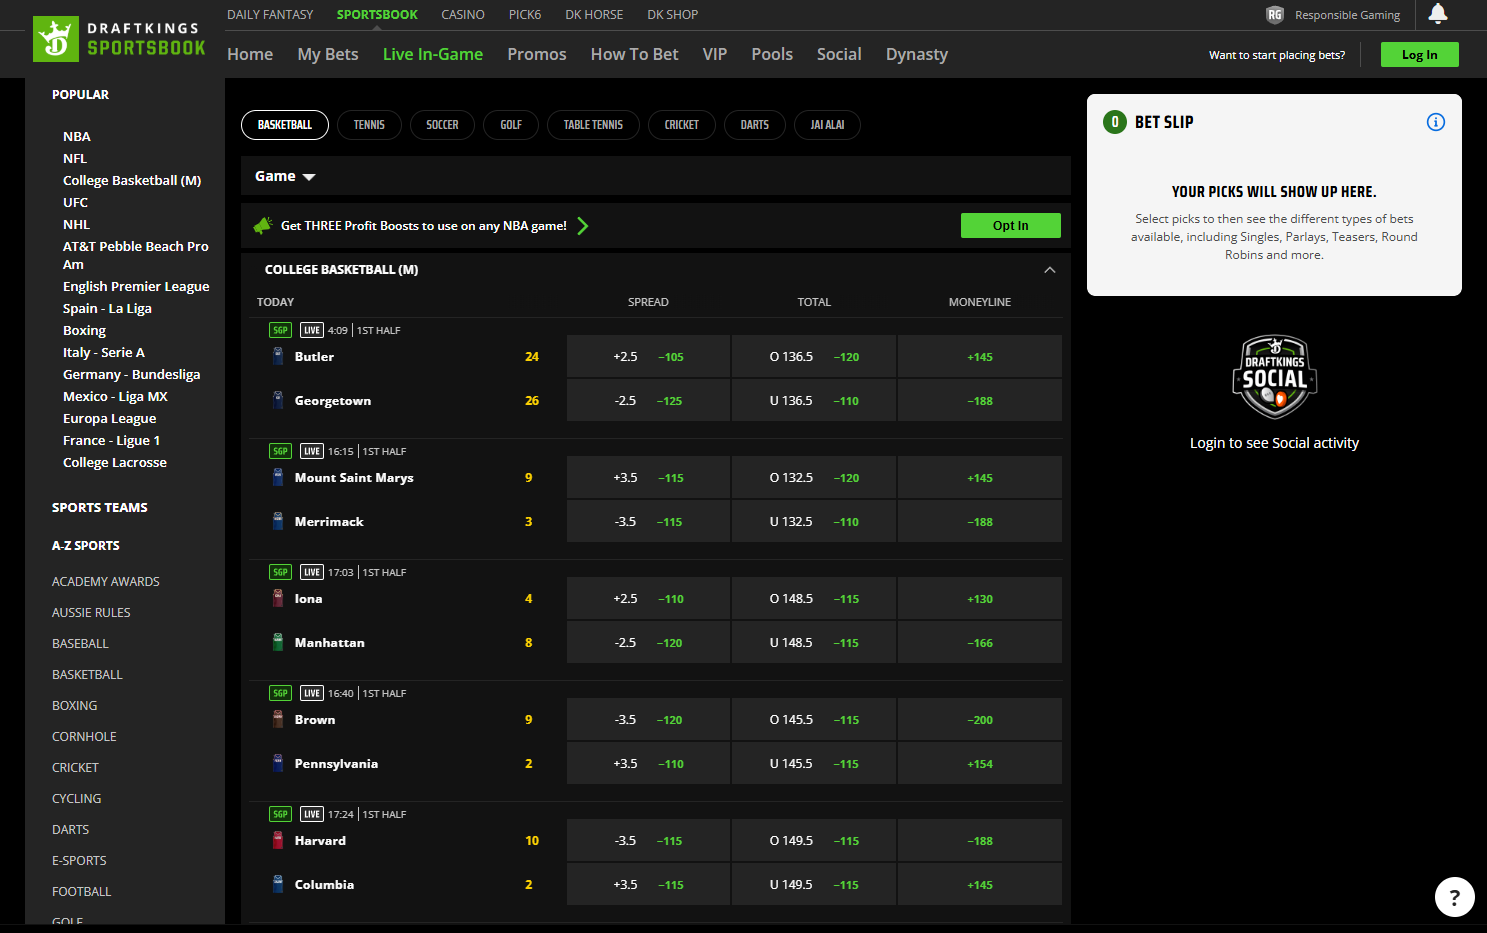 DRAFTKINGS
SPORTSBOOK
DAILY FANTASY SPORTSBOOK CASINO PICK6 DK HORSE DK SHOP
RG Responsible Gaming
Home My Bets Live In-Game Promos How To Bet VIP Pools Social Dynasty
Want to start placing bets? Log In
POPULAR
NBA
NFL
College Basketball (M)
UFC
NHL
AT&T Pebble Beach Pro
Am
English Premier League
Spain - La Liga
Boxing
Italy - Serie A
Germany - Bundesliga
Mexico - Liga MX
Europa League
France - Ligue 1
College Lacrosse
SPORTS TEAMS
A-Z SPORTS
ACADEMY AWARDS
AUSSIE RULES
BASEBALL
BASKETBALL
BOXING
CORNHOLE
CRICKET
CYCLING
DARTS
E-SPORTS
FOOTBALL
GOLF
BASKETBALL TENNIS SOCCER GOLF TABLE TENNIS CRICKET DARTS JAI ALAI
Game
Get THREE Profit Boosts to use on any NBA game! Opt In
COLLEGE BASKETBALL (M)
TODAY SPREAD TOTAL MONEYLINE
SGP LIVE 4:09 | 1ST HALF
Butler 24 +2.5 −105 O 136.5 −120 +145
Georgetown 26 -2.5 −125 U 136.5 −110 −188
SGP LIVE 16:15 | 1ST HALF
Mount Saint Marys 9 +3.5 −115 O 132.5 −120 +145
Merrimack 3 -3.5 −115 U 132.5 −110 −188
SGP LIVE 17:03 | 1ST HALF
Iona 4 +2.5 −110 O 148.5 −115 +130
Manhattan 8 -2.5 −120 U 148.5 −115 −166
SGP LIVE 16:40 | 1ST HALF
Brown 9 -3.5 −120 O 145.5 −115 −200
Pennsylvania 2 +3.5 −110 U 145.5 −115 +154
SGP LIVE 17:24 | 1ST HALF
Harvard 10 -3.5 −115 O 149.5 −115 −188
Columbia 2 +3.5 −115 U 149.5 −115 +145
0 BET SLIP
YOUR PICKS WILL SHOW UP HERE.
Select picks to then see the different types of bets
available, including Singles, Parlays, Teasers, Round
Robins and more.
DRAFTKINGS
SOCIAL
Login to see Social activity
?